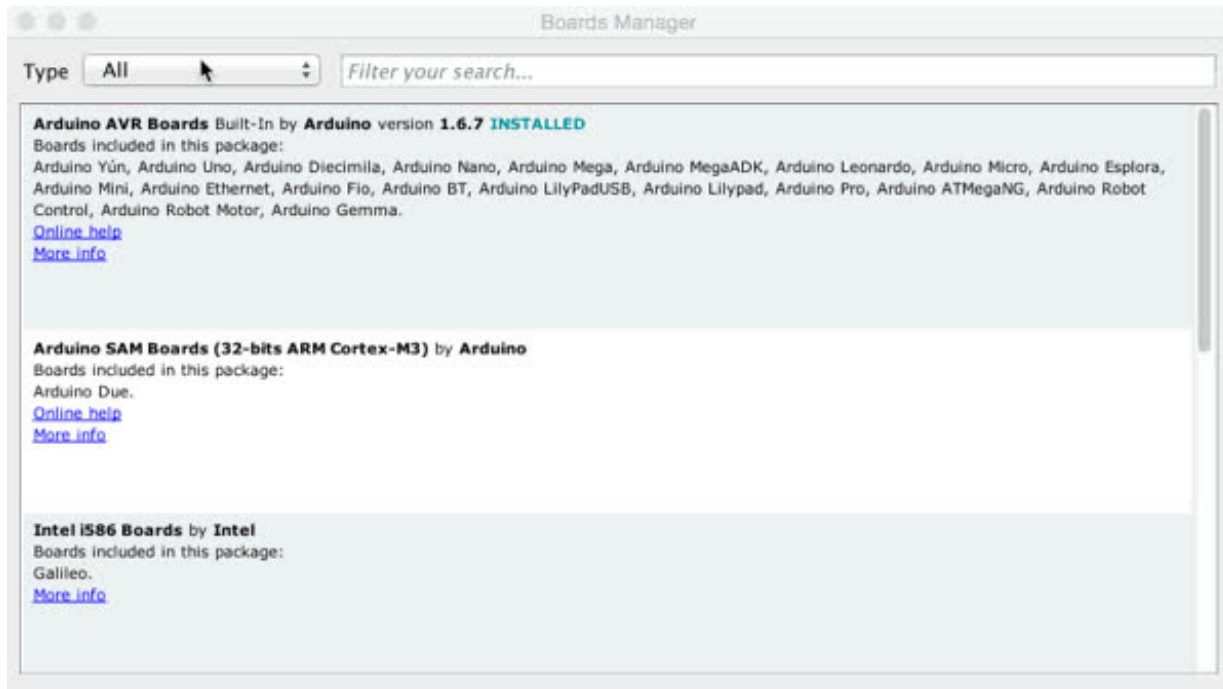 Boards Manager
Type All Filter your search...
Arduino AVR Boards Built-In by Arduino version 1.6.7 INSTALLED
Boards included in this package:
Arduino Yún, Arduino Uno, Arduino Diecimila, Arduino Nano, Arduino Mega, Arduino MegaADK, Arduino Leonardo, Arduino Micro, Arduino Esplora,
Arduino Mini, Arduino Ethernet, Arduino Fio, Arduino BT, Arduino LilyPadUSB, Arduino Lilypad, Arduino Pro, Arduino ATMegaNG, Arduino Robot
Control, Arduino Robot Motor, Arduino Gemma.
Online help
More info
Arduino SAM Boards (32-bits ARM Cortex-M3) by Arduino
Boards included in this package:
Arduino Due.
Online help
More info
Intel i586 Boards by Intel
Boards included in this package:
Galileo.
More info